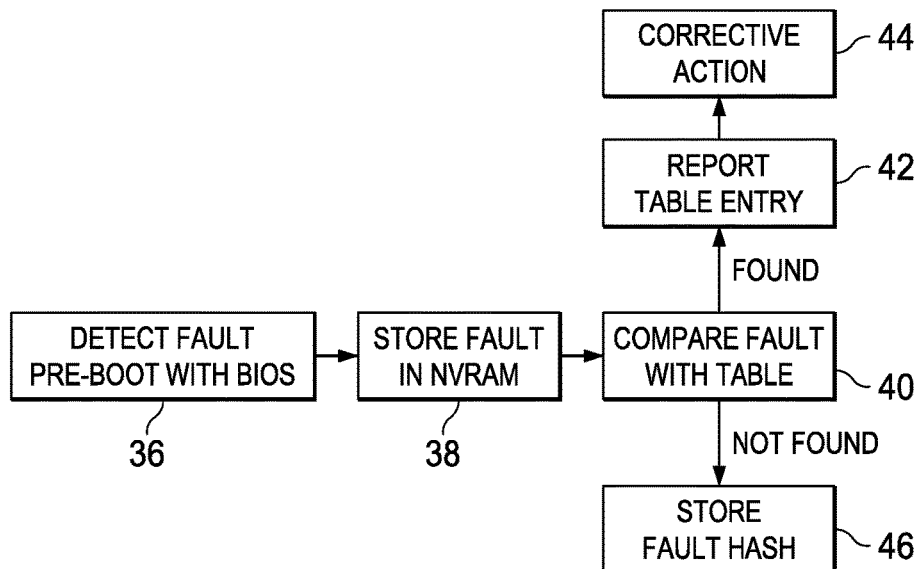 CORRECTIVE
ACTION
44
REPORT
TABLE ENTRY
42
FOUND
DETECT FAULT
PRE-BOOT WITH BIOS
36
STORE FAULT
IN NVRAM
38
COMPARE FAULT
WITH TABLE
40
NOT FOUND
STORE
FAULT HASH
46